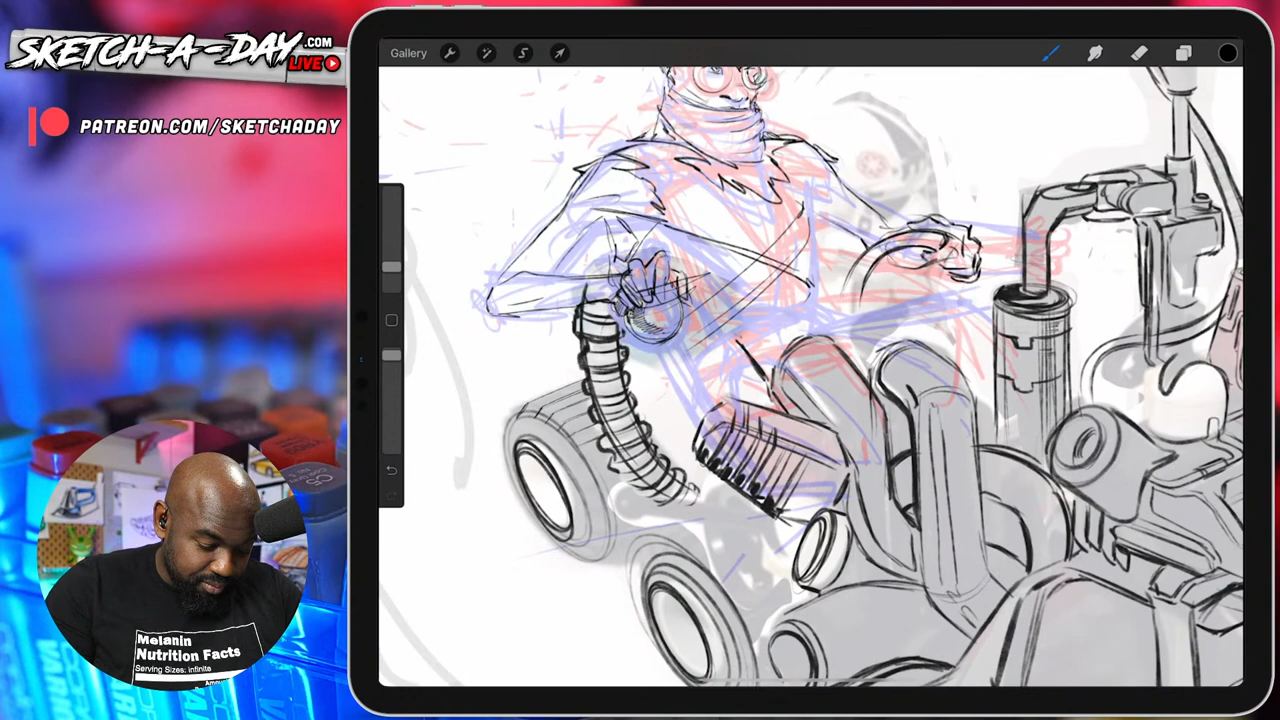 SKETCH-A-DAY.COM
LIVE
PATREON.COM/SKETCHADAY
Gallery
Melanin
Nutrition Facts
Serving Sizes: infinite